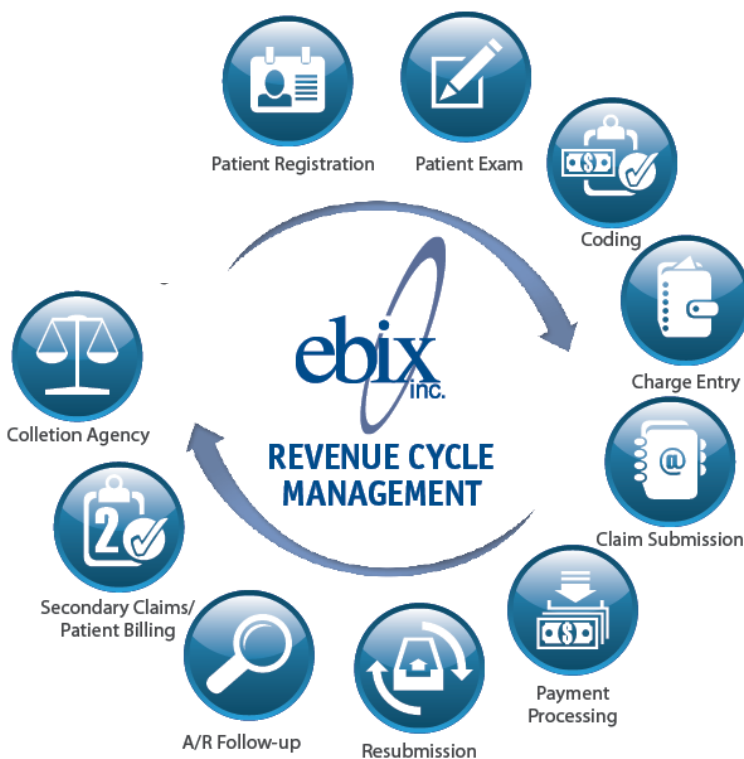 Patient Registration
Patient Exam
Coding
Charge Entry
Claim Submission
Payment
Processing
Resubmission
A/R Follow-up
Secondary Claims/
Patient Billing
2
Colletion Agency
ebix
inc.
REVENUE CYCLE
MANAGEMENT
$
@
$